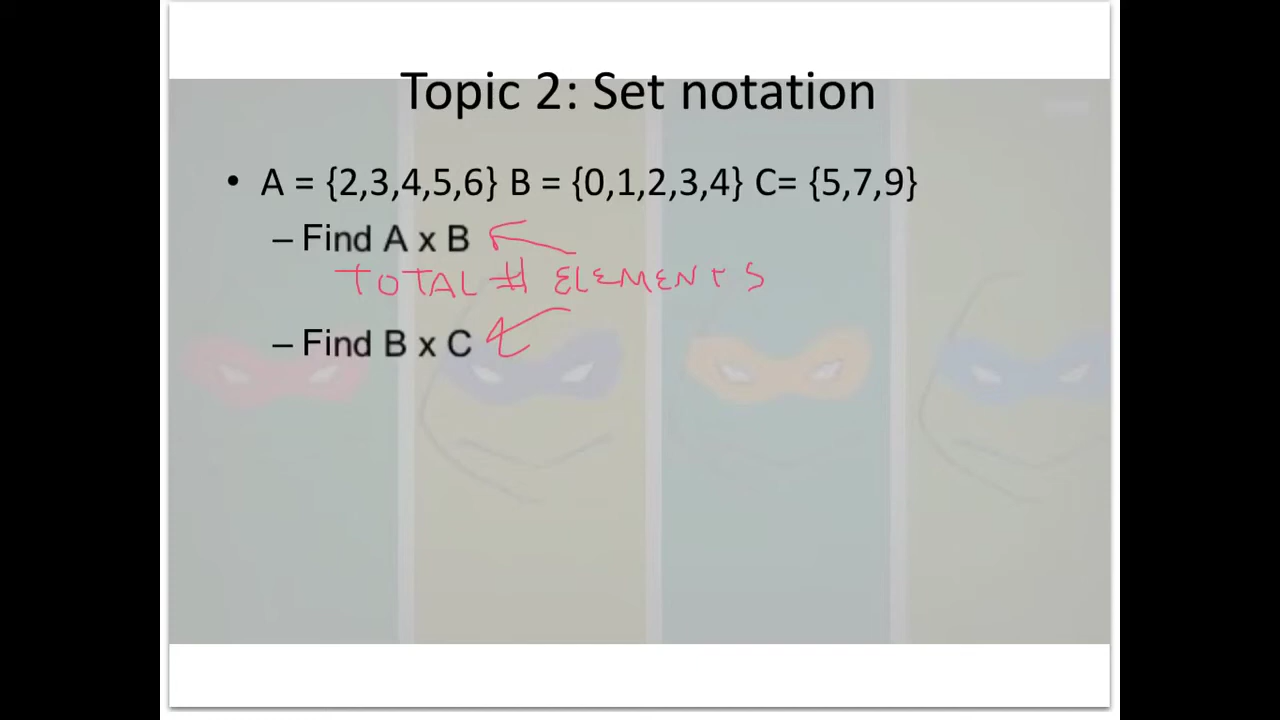 Topic 2: Set notation
• A = {2,3,4,5,6} B = {0,1,2,3,4} C= {5,7,9}
– Find A x B
TOTAL # ELEMENTS
– Find B x C